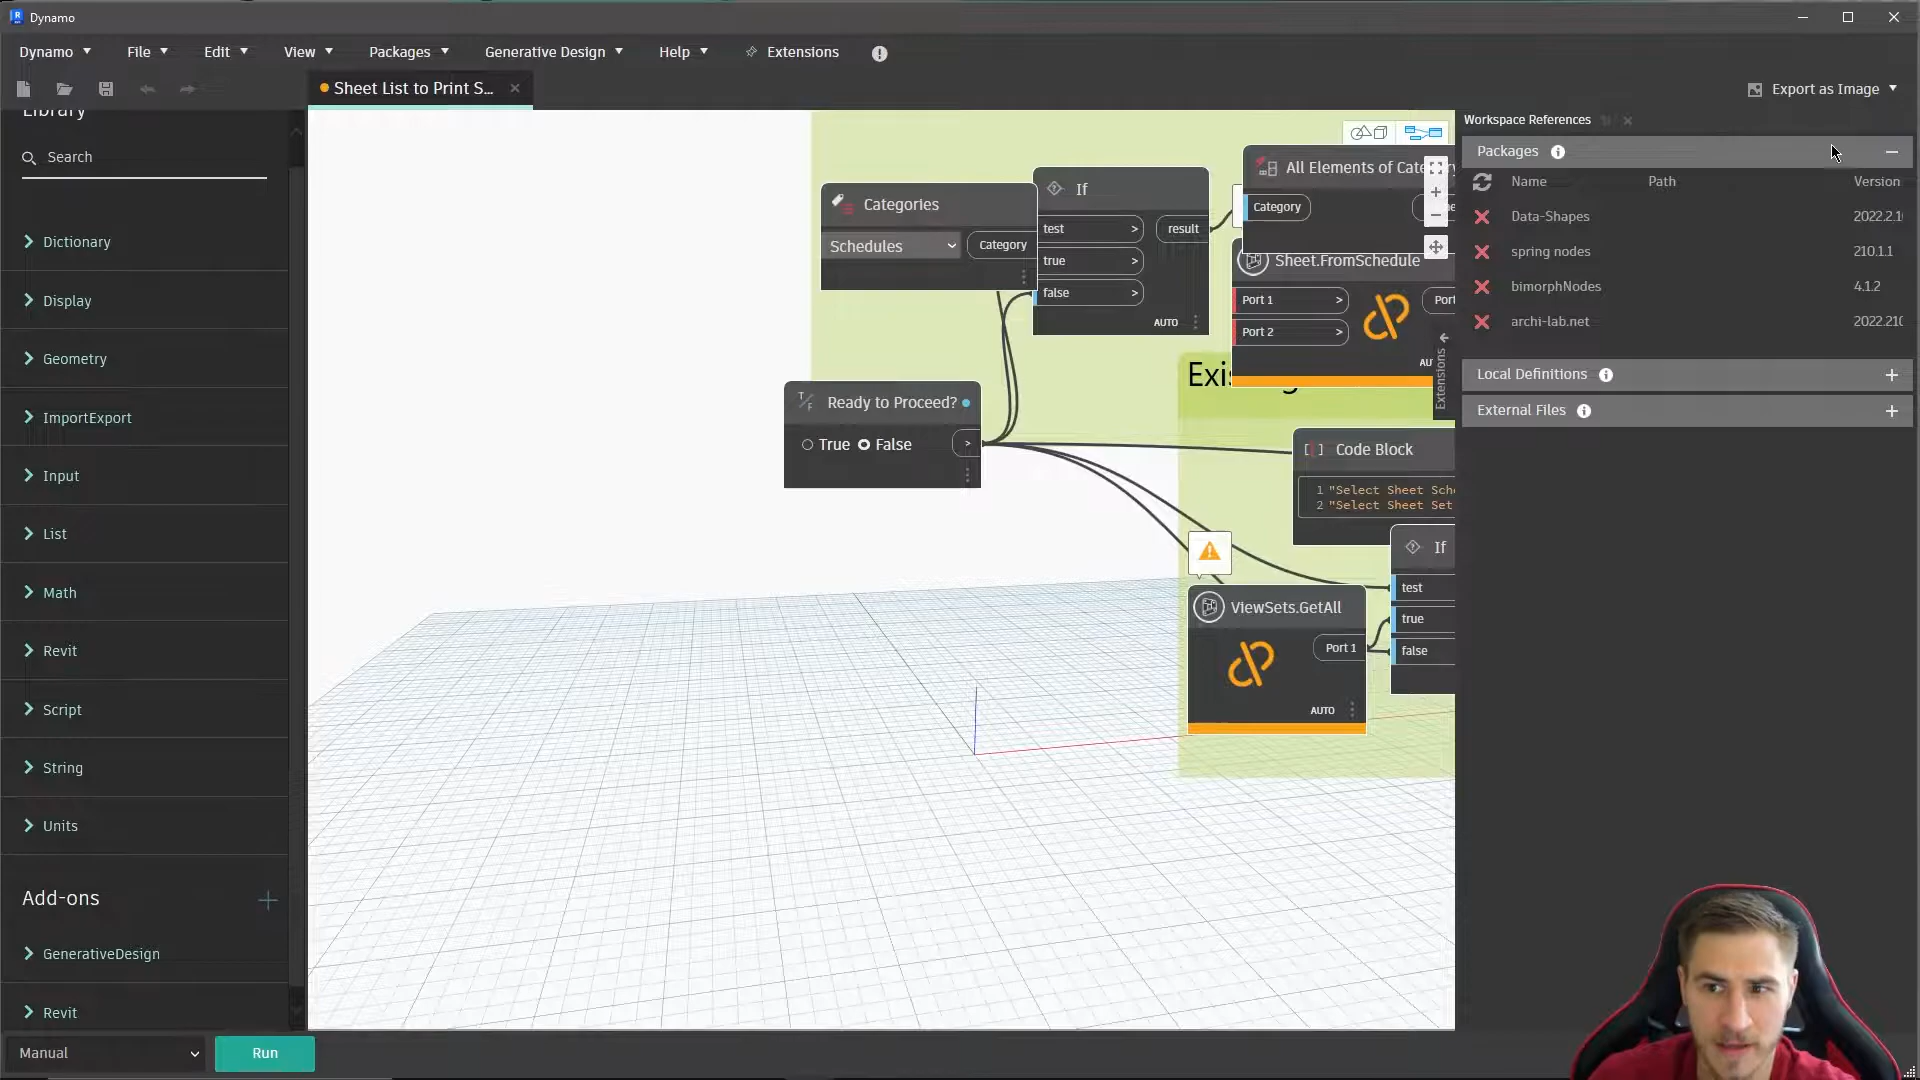 Dynamo
Dynamo File Edit View Packages Generative Design Help Extensions
Sheet List to Print S...
Export as Image
Library
Search
Dictionary
Display
Geometry
ImportExport
Input
List
Math
Revit
Script
String
Units
Add-ons
GenerativeDesign
Revit
Manual
Run
Categories
Schedules
Category
If
test >
true >
false >
result
AUTO
All Elements of Cate
Category
Sheet.FromSchedule
Port 1 >
Port 2 >
Port
AU
Exis
Ready to Proceed?
True False >
Code Block
1 "Select Sheet Sch
2 "Select Sheet Set
If
test
true
false
ViewSets.GetAll
Port 1
AUTO
Extensions
Workspace References
Packages
Name Path Version
Data-Shapes 2022.2.1
spring nodes 210.1.1
bimorphNodes 4.1.2
archi-lab.net 2022.210
Local Definitions
External Files